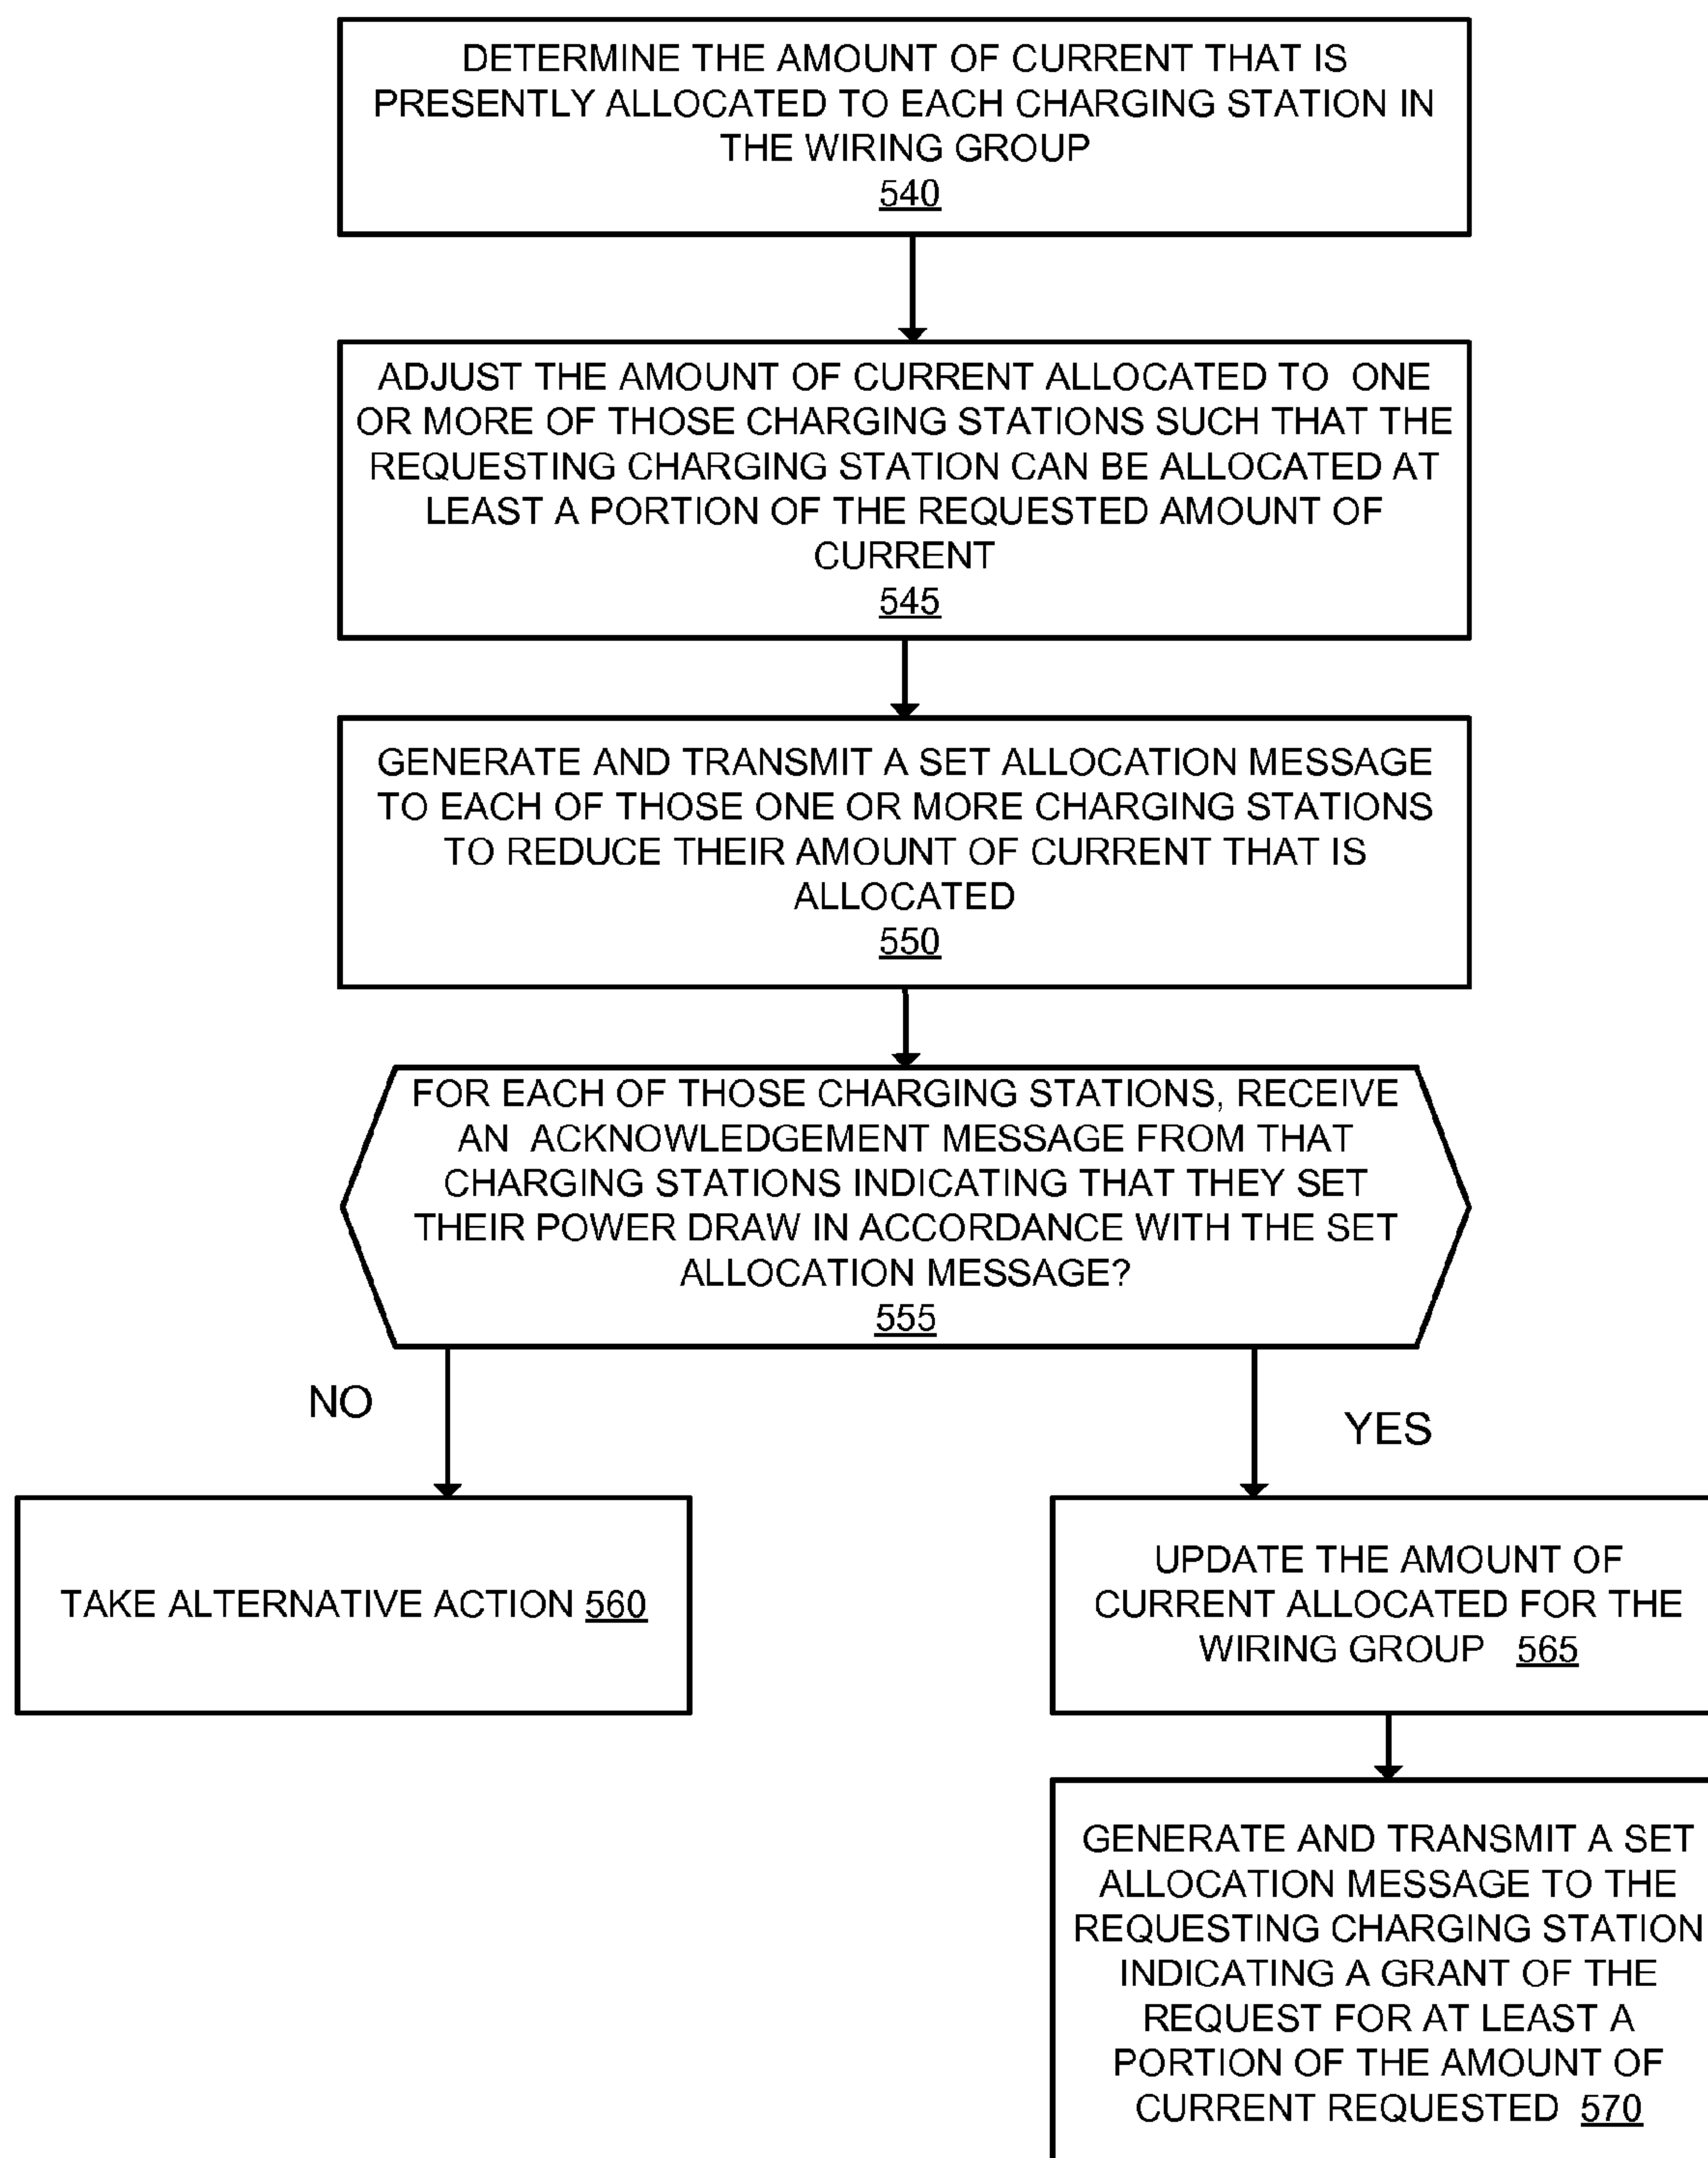 DETERMINE THE AMOUNT OF CURRENT THAT IS
PRESENTLY ALLOCATED TO EACH CHARGING STATION IN
THE WIRING GROUP
540
ADJUST THE AMOUNT OF CURRENT ALLOCATED TO ONE
OR MORE OF THOSE CHARGING STATIONS SUCH THAT THE
REQUESTING CHARGING STATION CAN BE ALLOCATED AT
LEAST A PORTION OF THE REQUESTED AMOUNT OF
CURRENT
545
GENERATE AND TRANSMIT A SET ALLOCATION MESSAGE
TO EACH OF THOSE ONE OR MORE CHARGING STATIONS
TO REDUCE THEIR AMOUNT OF CURRENT THAT IS
ALLOCATED
550
FOR EACH OF THOSE CHARGING STATIONS, RECEIVE
AN ACKNOWLEDGEMENT MESSAGE FROM THAT
CHARGING STATIONS INDICATING THAT THEY SET
THEIR POWER DRAW IN ACCORDANCE WITH THE SET
ALLOCATION MESSAGE?
555
NO
YES
TAKE ALTERNATIVE ACTION 560
UPDATE THE AMOUNT OF
CURRENT ALLOCATED FOR THE
WIRING GROUP 565
GENERATE AND TRANSMIT A SET
ALLOCATION MESSAGE TO THE
REQUESTING CHARGING STATION
INDICATING A GRANT OF THE
REQUEST FOR AT LEAST A
PORTION OF THE AMOUNT OF
CURRENT REQUESTED 570